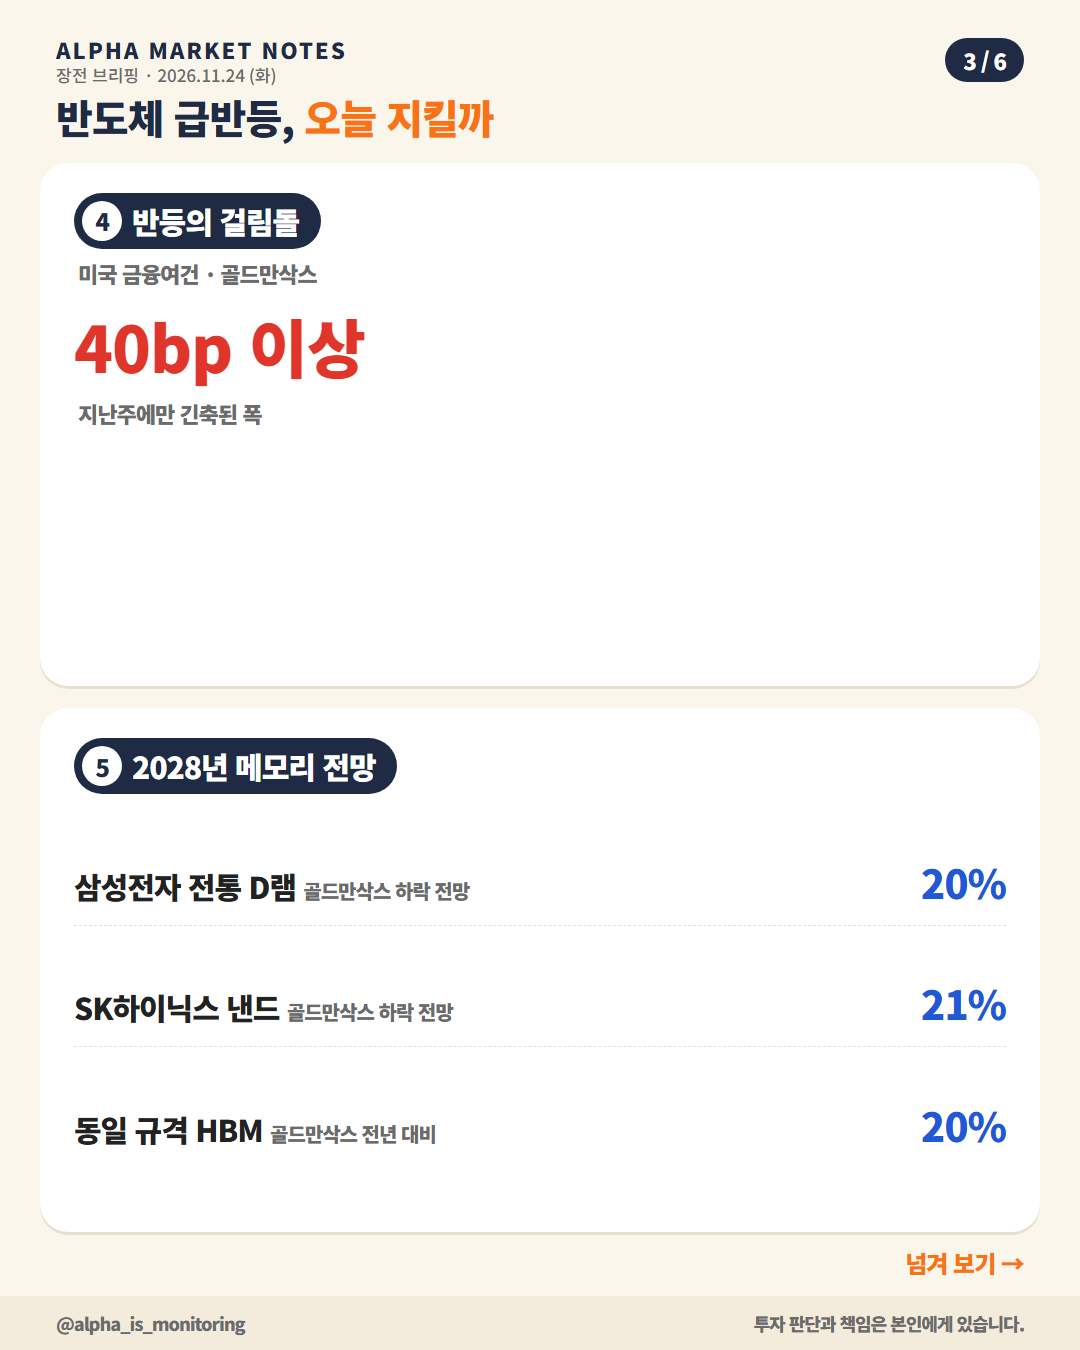 ALPHA MARKET NOTES
장전 브리핑 · 2026.11.24 (화)
3 / 6
반도체 급반등, 오늘 지킬까
4 반등의 걸림돌
미국 금융여건 · 골드만삭스
40bp 이상
지난주에만 긴축된 폭
5 2028년 메모리 전망
삼성전자 전통 D램 골드만삭스 하락 전망 20%
SK하이닉스 낸드 골드만삭스 하락 전망 21%
동일 규격 HBM 골드만삭스 전년 대비 20%
넘겨 보기 →
@alpha_is_monitoring
투자 판단과 책임은 본인에게 있습니다.